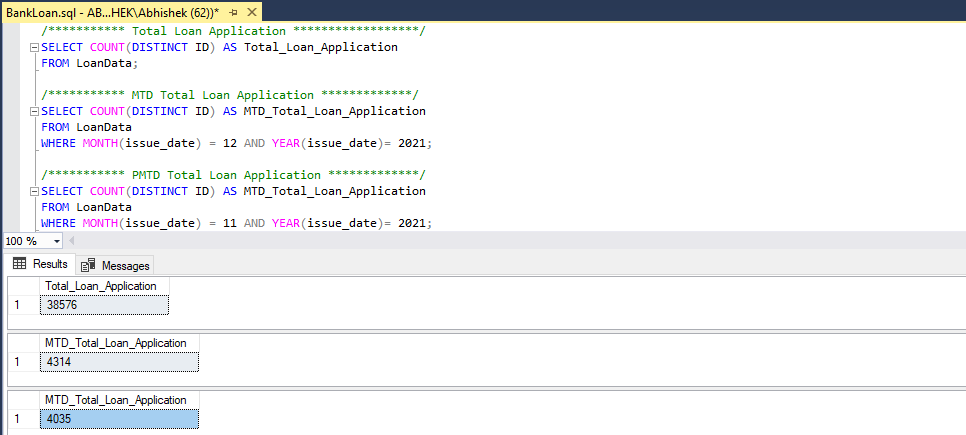 BankLoan.sql - AB...HEK\Abhishek (62))*
/*********** Total Loan Application ******************/
SELECT COUNT(DISTINCT ID) AS Total_Loan_Application
FROM LoanData;
/*********** MTD Total Loan Application *************/
SELECT COUNT(DISTINCT ID) AS MTD_Total_Loan_Application
FROM LoanData
WHERE MONTH(issue_date) = 12 AND YEAR(issue_date)= 2021;
/*********** PMTD Total Loan Application *************/
SELECT COUNT(DISTINCT ID) AS MTD_Total_Loan_Application
FROM LoanData
WHERE MONTH(issue_date) = 11 AND YEAR(issue_date)= 2021;
100 %
Results Messages
Total_Loan_Application
1 38576
MTD_Total_Loan_Application
1 4314
MTD_Total_Loan_Application
1 4035